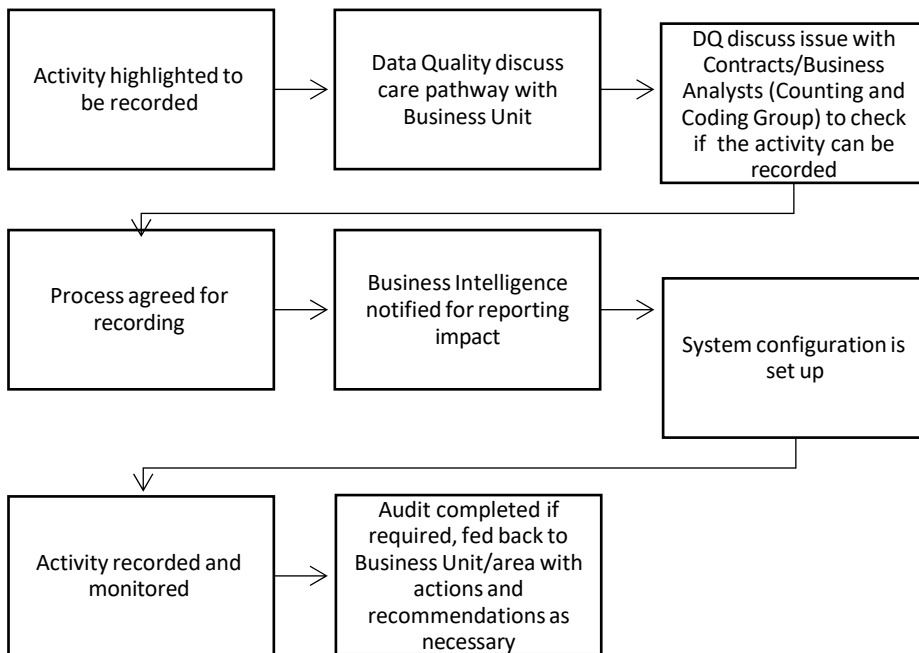 Activity highlighted to
be recorded
Data Quality discuss
care pathway with
Business Unit
DQ discuss issue with
Contracts/Business
Analysts (Counting and
Coding Group) to check
if the activity can be
recorded
Process agreed for
recording
Business Intelligence
notified for reporting
impact
System configuration is
set up
Activity recorded and
monitored
Audit completed if
required, fed back to
Business Unit/area with
actions and
recommendations as
necessary